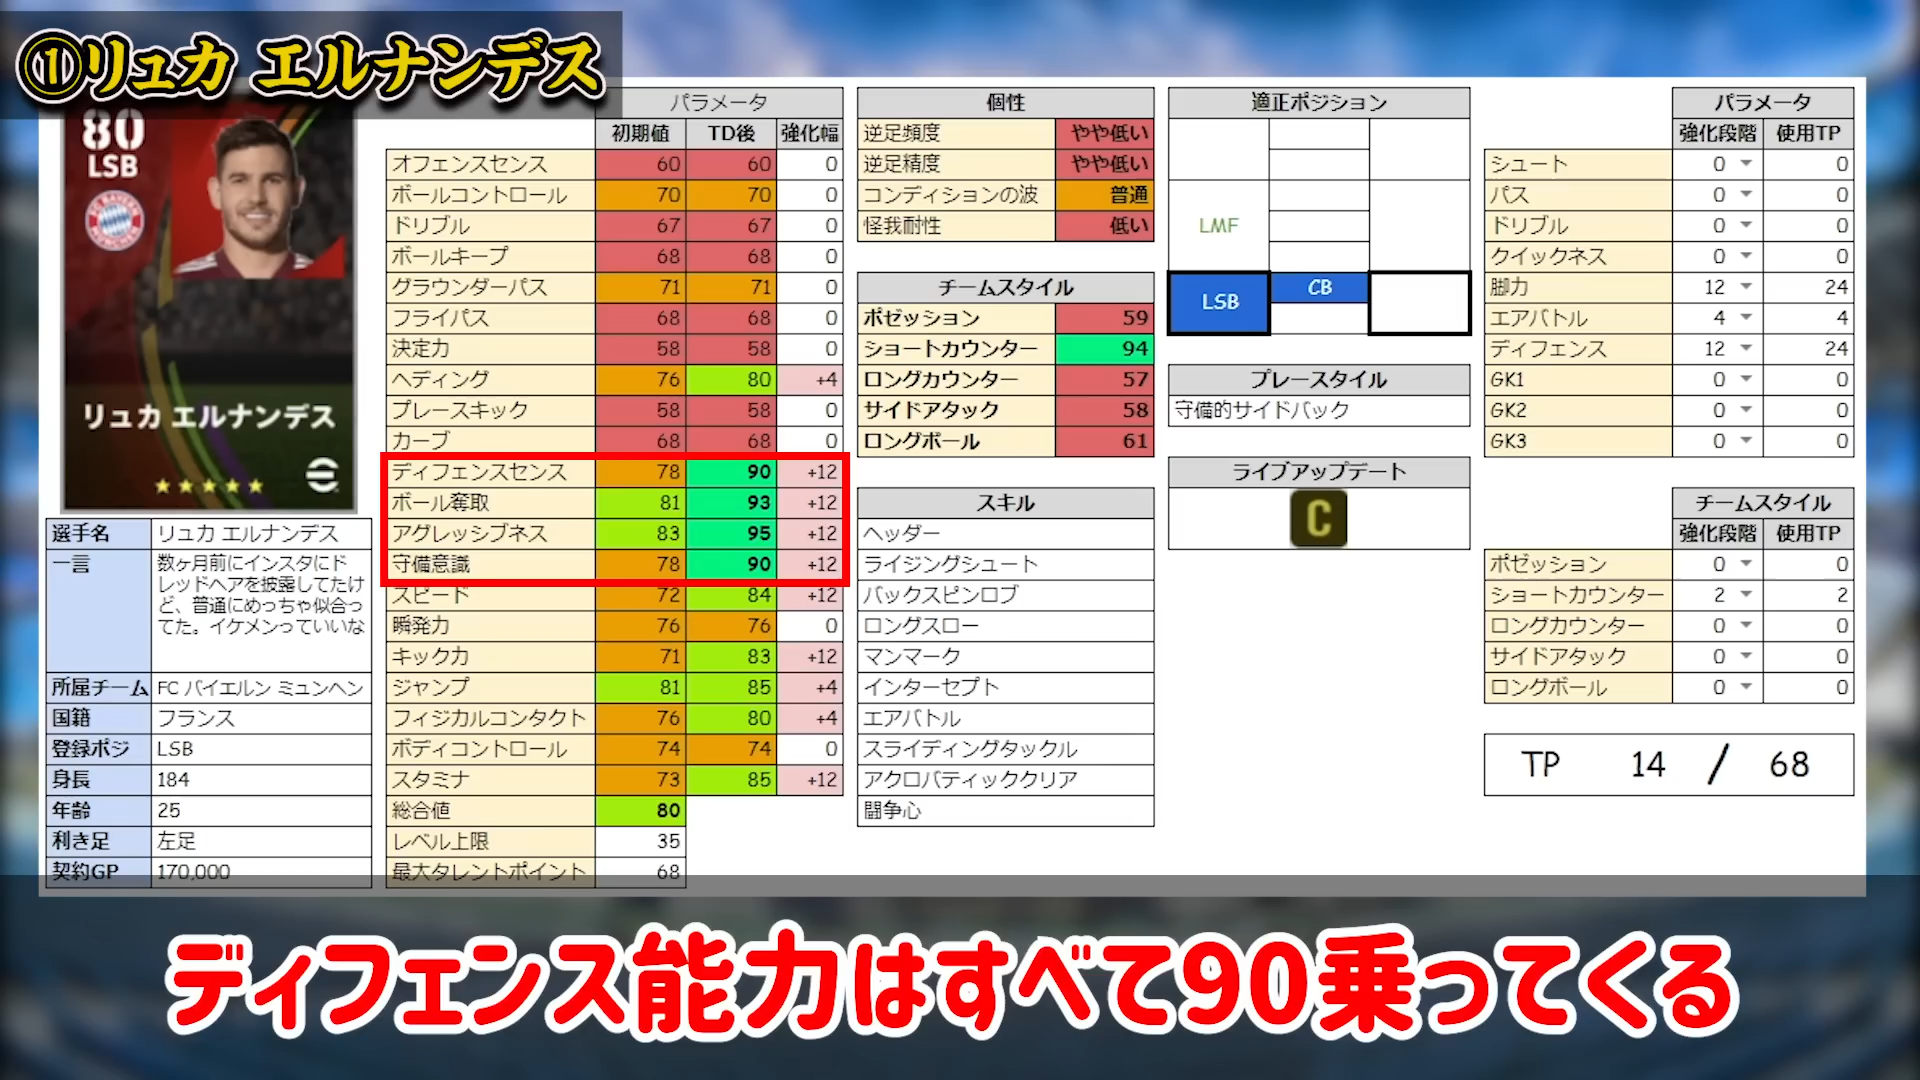 ①リュカ エルナンデス
80
LSB
FC BAYERN MÜNCHEN
リュカ エルナンデス
選手名 リュカ エルナンデス
一言 数ヶ月前にインスタにド
レッドヘアを披露してたけ
ど、普通にめっちゃ似合っ
てた。イケメンっていいな
所属チーム FC バイエルン ミュンヘン
国籍 フランス
登録ポジ LSB
身長 184
年齢 25
利き足 左足
契約GP 170,000
パラメータ
初期値 TD後 強化幅
オフェンスセンス 60 60 0
ボールコントロール 70 70 0
ドリブル 67 67 0
ボールキープ 68 68 0
グラウンダーパス 71 71 0
フライパス 68 68 0
決定力 58 58 0
ヘディング 76 80 +4
プレースキック 58 58 0
カーブ 68 68 0
ディフェンスセンス 78 90 +12
ボール奪取 81 93 +12
アグレッシブネス 83 95 +12
守備意識 78 90 +12
スピード 72 84 +12
瞬発力 76 76 0
キック力 71 83 +12
ジャンプ 81 85 +4
フィジカルコンタクト 76 80 +4
ボディコントロール 74 74 0
スタミナ 73 85 +12
総合値 80
レベル上限 35
最大タレントポイント 68
個性
逆足頻度 やや低い
逆足精度 やや低い
コンディションの波 普通
怪我耐性 低い
チームスタイル
ポゼッション 59
ショートカウンター 94
ロングカウンター 57
サイドアタック 58
ロングボール 61
スキル
ヘッダー
ライジングシュート
バックスピンロブ
ロングスロー
マンマーク
インターセプト
エアバトル
スライディングタックル
アクロバティッククリア
闘争心
適正ポジション
LMF
LSB CB
プレースタイル
守備的サイドバック
ライブアップデート
C
パラメータ
強化段階 使用TP
シュート 0 0
パス 0 0
ドリブル 0 0
クイックネス 0 0
脚力 12 24
エアバトル 4 4
ディフェンス 12 24
GK1 0 0
GK2 0 0
GK3 0 0
チームスタイル
強化段階 使用TP
ポゼッション 0 0
ショートカウンター 2 2
ロングカウンター 0 0
サイドアタック 0 0
ロングボール 0 0
TP 14 / 68
ディフェンス能力はすべて90乗ってくる